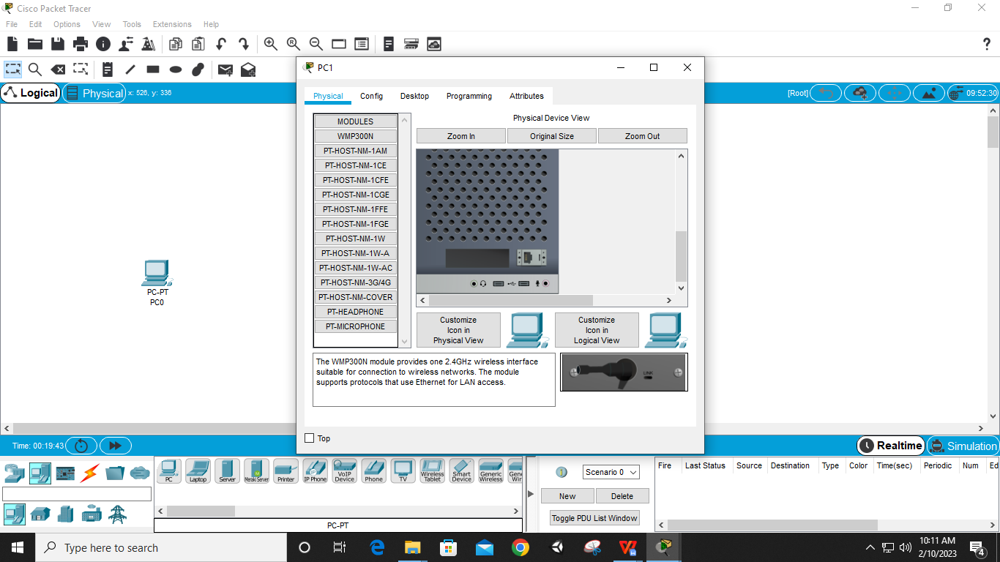 Cisco Packet Tracer
File Edit Options View Tools Extensions Help
PC1
Logical
Physical
x: 526, y: 336
[Root]
09:52:30
Physical Config Desktop Programming Attributes
MODULES
WMP300N
PT-HOST-NM-1AM
PT-HOST-NM-1CE
PT-HOST-NM-1CFE
PT-HOST-NM-1CGE
PT-HOST-NM-1FFE
PT-HOST-NM-1FGE
PT-HOST-NM-1W
PT-HOST-NM-1W-A
PT-HOST-NM-1W-AC
PT-HOST-NM-3G/4G
PT-HOST-NM-COVER
PT-HEADPHONE
PT-MICROPHONE
Physical Device View
Zoom In Original Size Zoom Out
Customize
Icon in
Physical View
Customize
Icon in
Logical View
The WMP300N module provides one 2.4GHz wireless interface
suitable for connection to wireless networks. The module
supports protocols that use Ethernet for LAN access.
LINK
Top
PC-PT
PC0
Time: 00:19:43
Realtime
Simulation
PC
Laptop
Server
Meraki Server
Printer
IP Phone
VoIP
Device
Phone
TV
Wireless
Tablet
Smart
Device
Generic
Wireless
PC-PT
Scenario 0
New Delete
Toggle PDU List Window
Fire Last Status Source Destination Type Color Time(sec) Periodic Num Ed
Type here to search
10:11 AM
2/10/2023
4